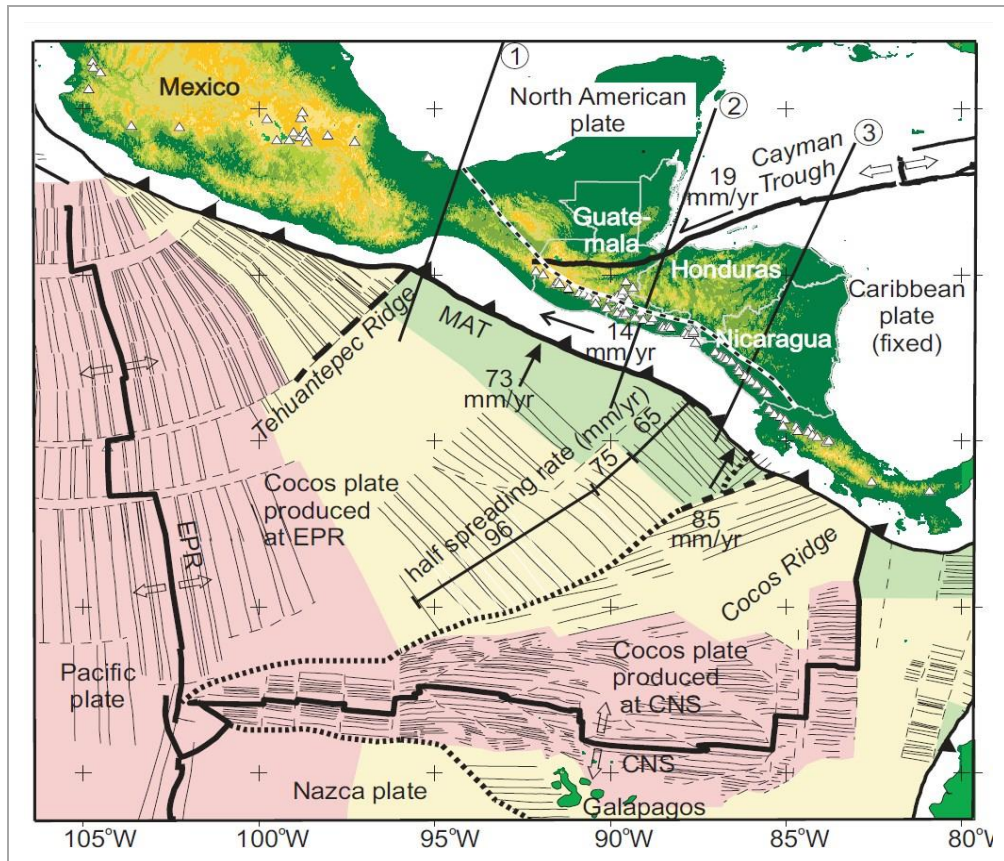 ①
Mexico
North American
plate
②
③
Cayman
Trough
19
mm/yr
Guate-
mala
Honduras
Caribbean
plate
(fixed)
Nicaragua
MAT
14
mm/yr
Tehuantepec Ridge
73
mm/yr
half spreading rate (mm/yr)
65
75
96
Cocos plate
produced
at EPR
EPR
85
mm/yr
Cocos Ridge
Cocos plate
produced
at CNS
Pacific
plate
CNS
Nazca plate
Galapagos
105°W
100°W
95°W
90°W
85°W
80°W